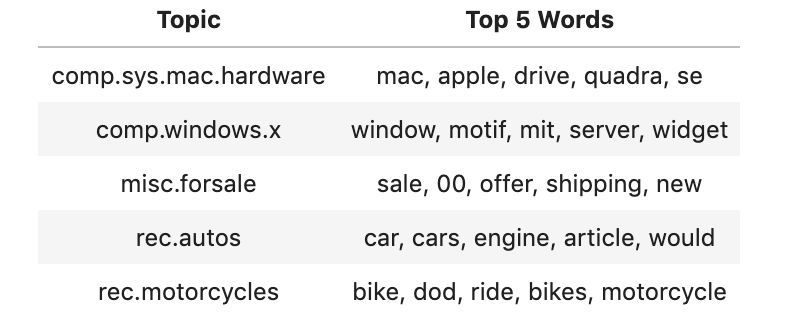 Topic Top 5 Words
comp.sys.mac.hardware mac, apple, drive, quadra, se
comp.windows.x window, motif, mit, server, widget
misc.forsale sale, 00, offer, shipping, new
rec.autos car, cars, engine, article, would
rec.motorcycles bike, dod, ride, bikes, motorcycle